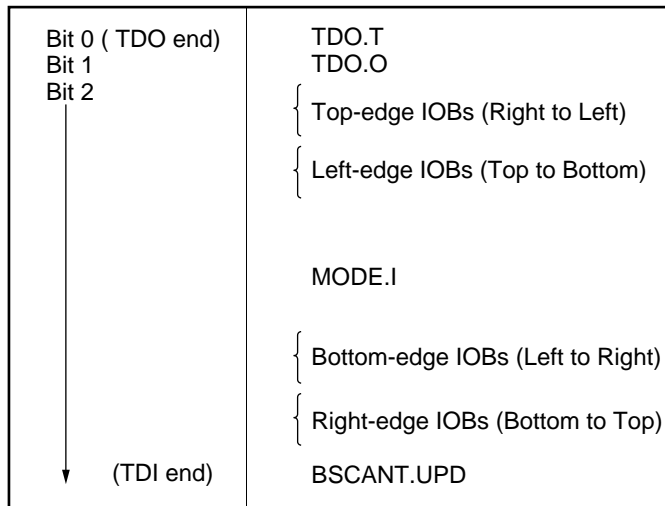 Bit 0 ( TDO end) TDO.T
Bit 1 TDO.O
Bit 2
Top-edge IOBs (Right to Left)
Left-edge IOBs (Top to Bottom)
MODE.I
Bottom-edge IOBs (Left to Right)
Right-edge IOBs (Bottom to Top)
(TDI end) BSCANT.UPD